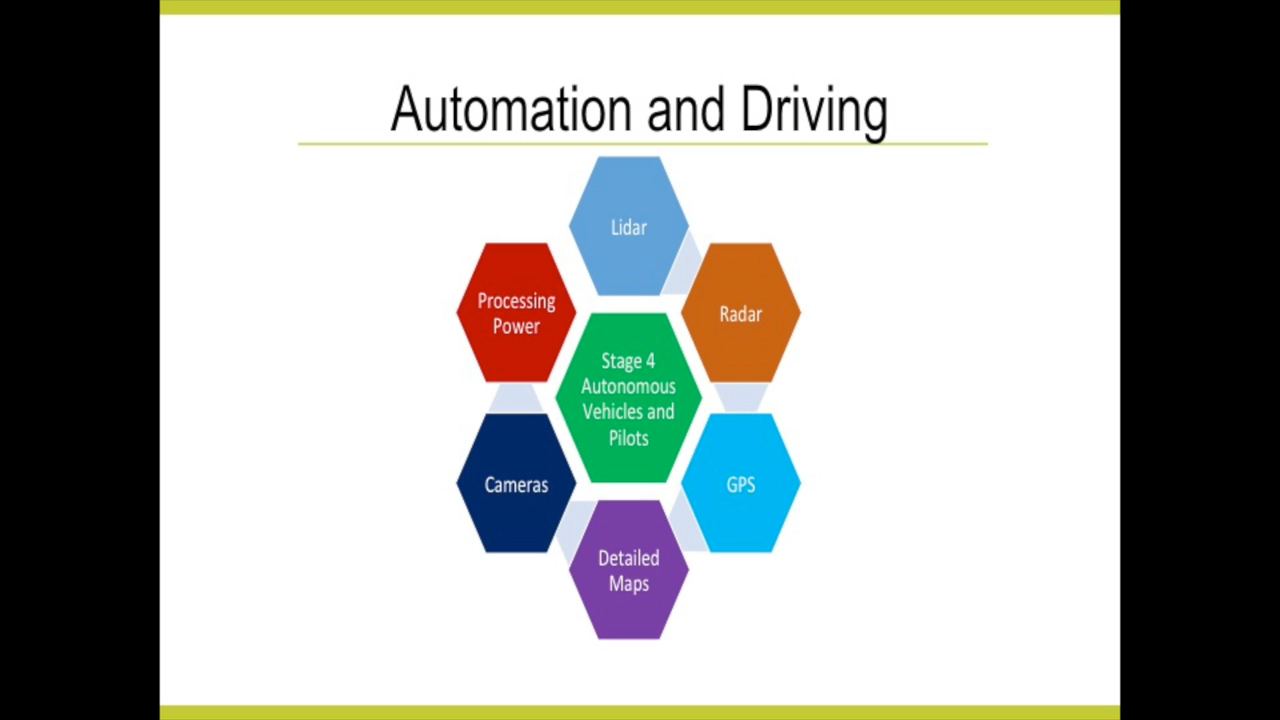 Automation and Driving
Lidar
Processing
Power
Radar
Stage 4
Autonomous
Vehicles and
Pilots
Cameras
GPS
Detailed
Maps